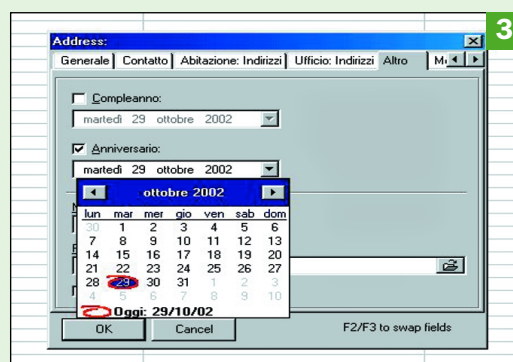 3
Address:
Generale Contatto Abitazione: Indirizzi Ufficio: Indirizzi Altro
Compleanno:
martedì 29 ottobre 2002
Anniversario:
martedì 29 ottobre 2002
ottobre 2002
lun mar mer gio ven sab dom
30 1 2 3 4 5 6
7 8 9 10 11 12 13
14 15 16 17 18 19 20
21 22 23 24 25 26 27
28 29 30 31 1 2 3
4 5 6 7 8 9 10
Oggi: 29/10/02
OK Cancel F2/F3 to swap fields